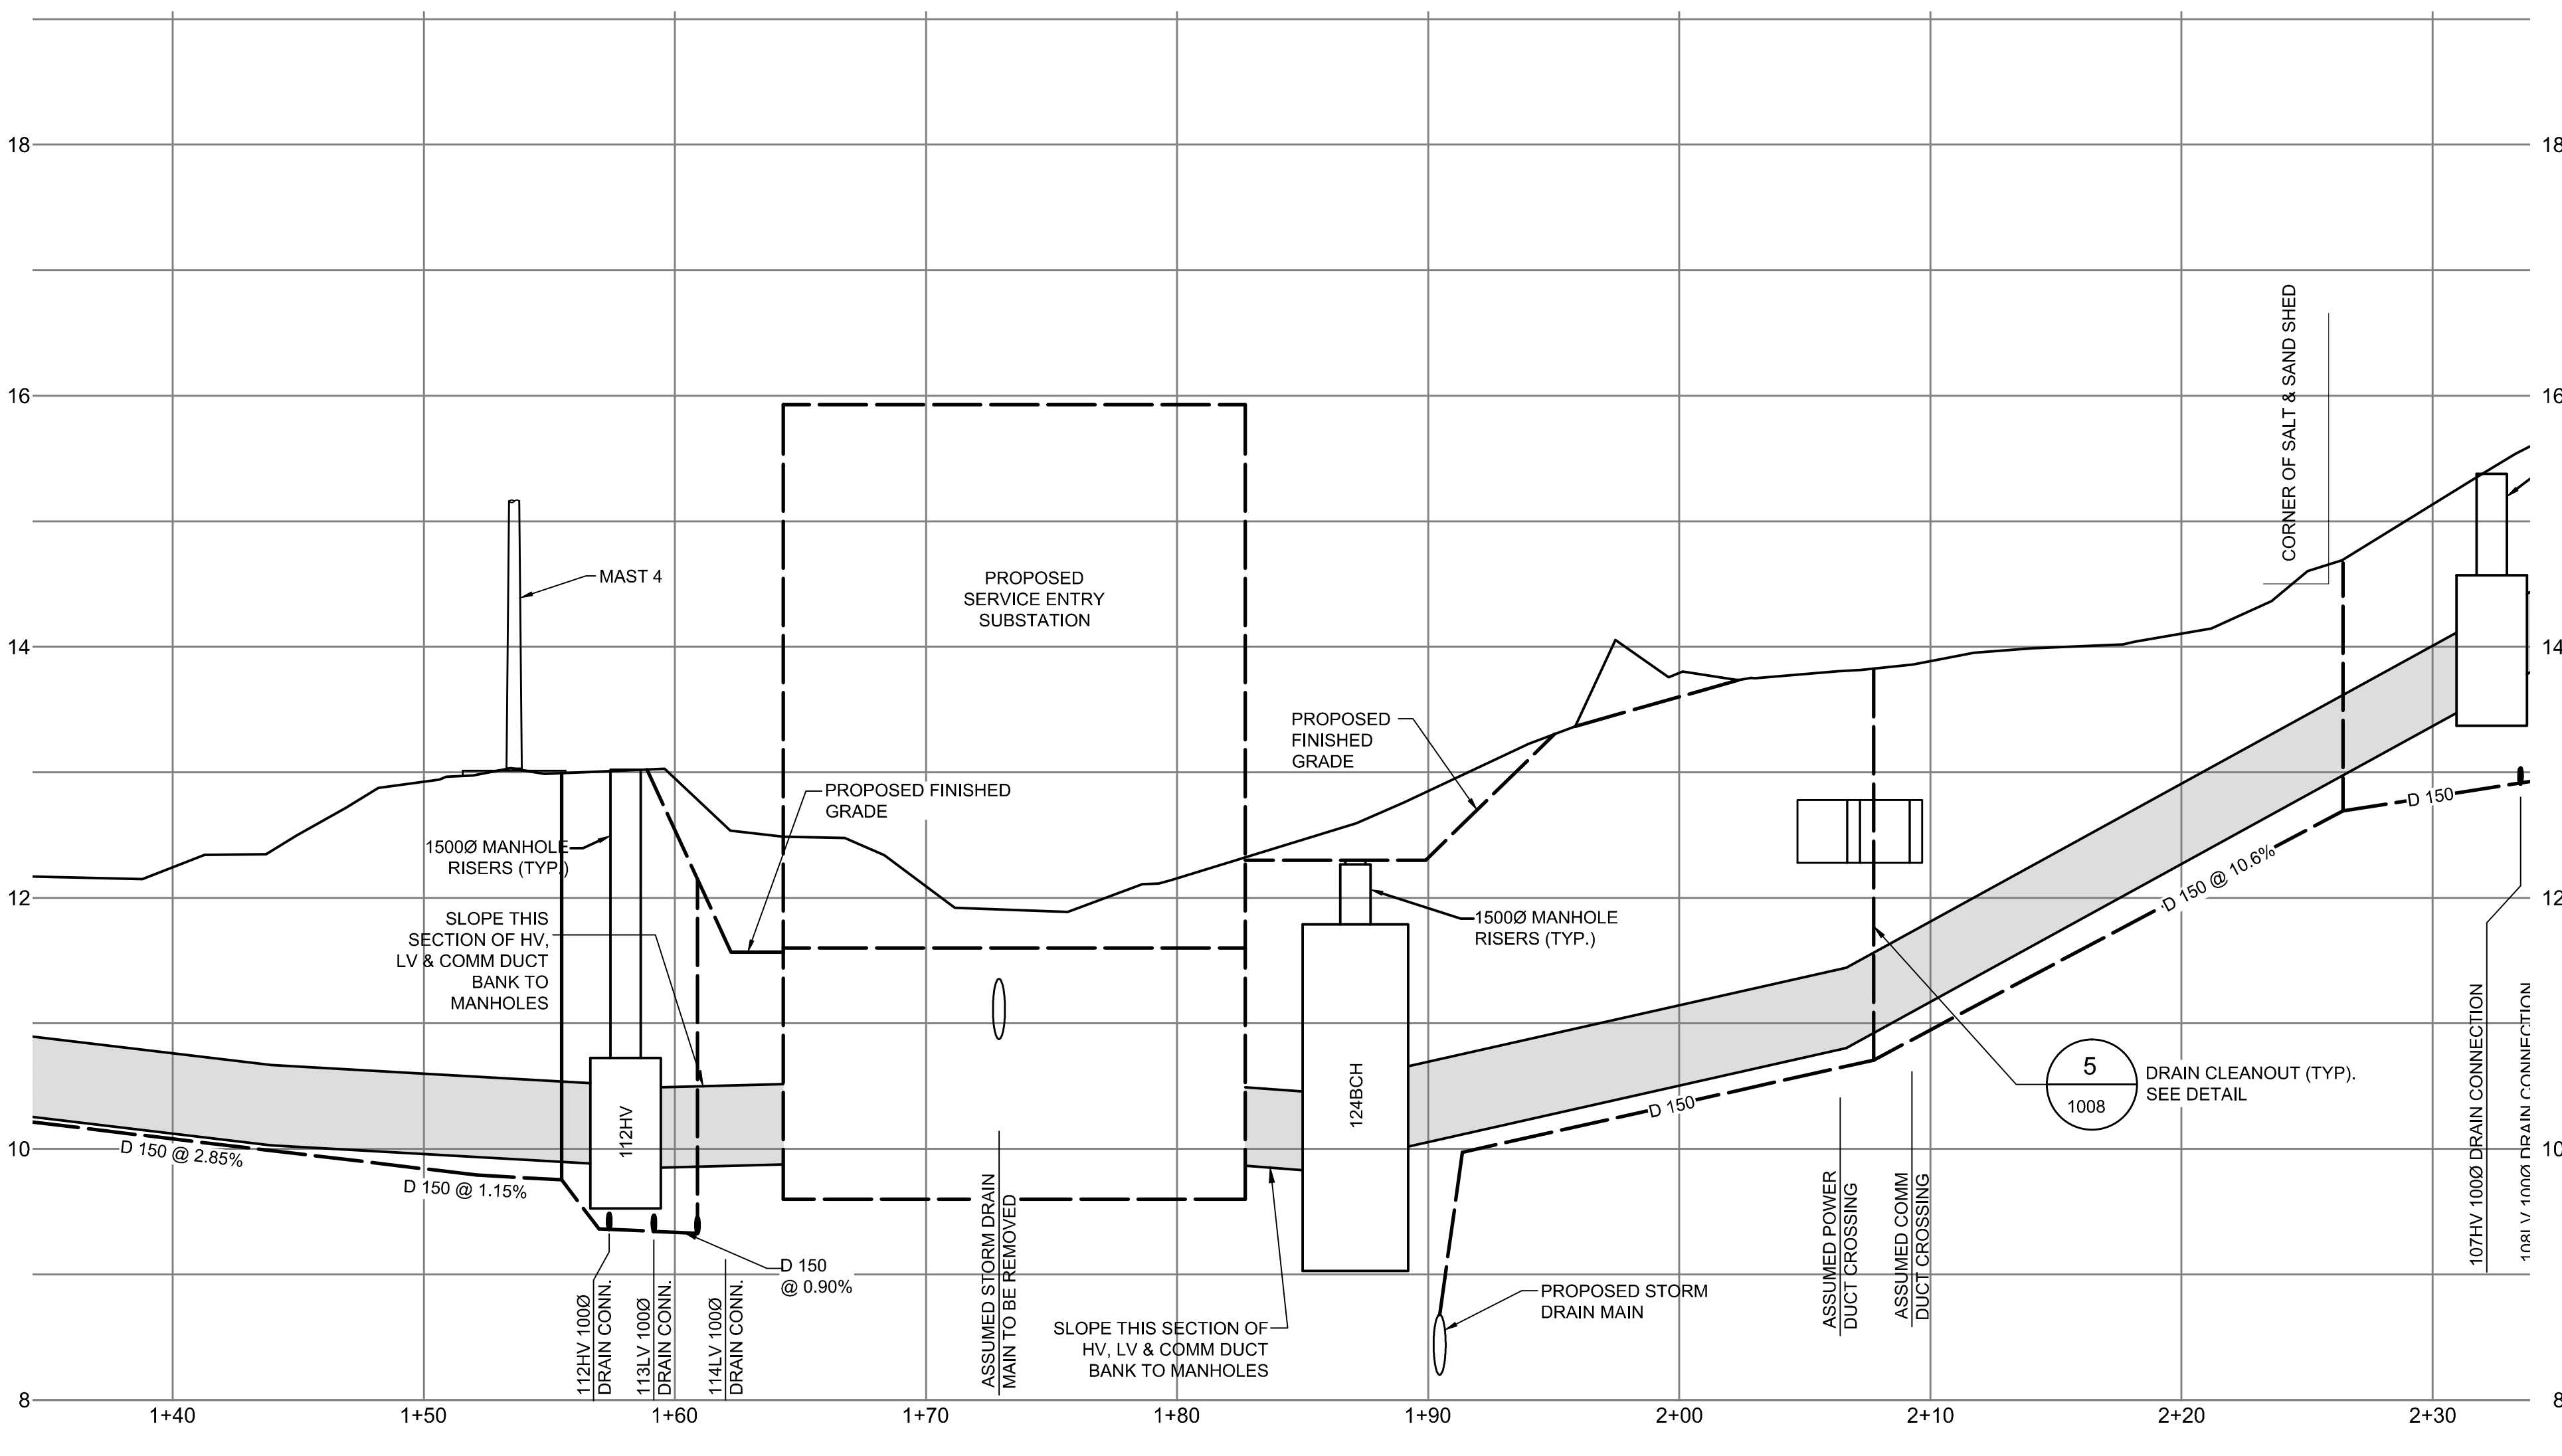 18
18
16
16
14
14
12
12
10
10
8
8
CORNER OF SALT & SAND SHED
MAST 4
PROPOSED
SERVICE ENTRY
SUBSTATION
PROPOSED
FINISHED
GRADE
PROPOSED FINISHED
GRADE
1500Ø MANHOLE
RISERS (TYP.)
SLOPE THIS
SECTION OF HV,
LV & COMM DUCT
BANK TO
MANHOLES
1500Ø MANHOLE
RISERS (TYP.)
D 150
D 150 @ 10.6%
112HV
124BCH
D 150
5
1008
DRAIN CLEANOUT (TYP).
SEE DETAIL
D 150 @ 2.85%
D 150 @ 1.15%
D 150
@ 0.90%
112HV 100Ø
DRAIN CONN.
113LV 100Ø
DRAIN CONN.
114LV 100Ø
DRAIN CONN.
ASSUMED STORM DRAIN
MAIN TO BE REMOVED
SLOPE THIS SECTION OF
HV, LV & COMM DUCT
BANK TO MANHOLES
PROPOSED STORM
DRAIN MAIN
ASSUMED POWER
DUCT CROSSING
ASSUMED COMM
DUCT CROSSING
107HV 100Ø DRAIN CONNECTION
108LV 100Ø DRAIN CONNECTION
1+40
1+50
1+60
1+70
1+80
1+90
2+00
2+10
2+20
2+30